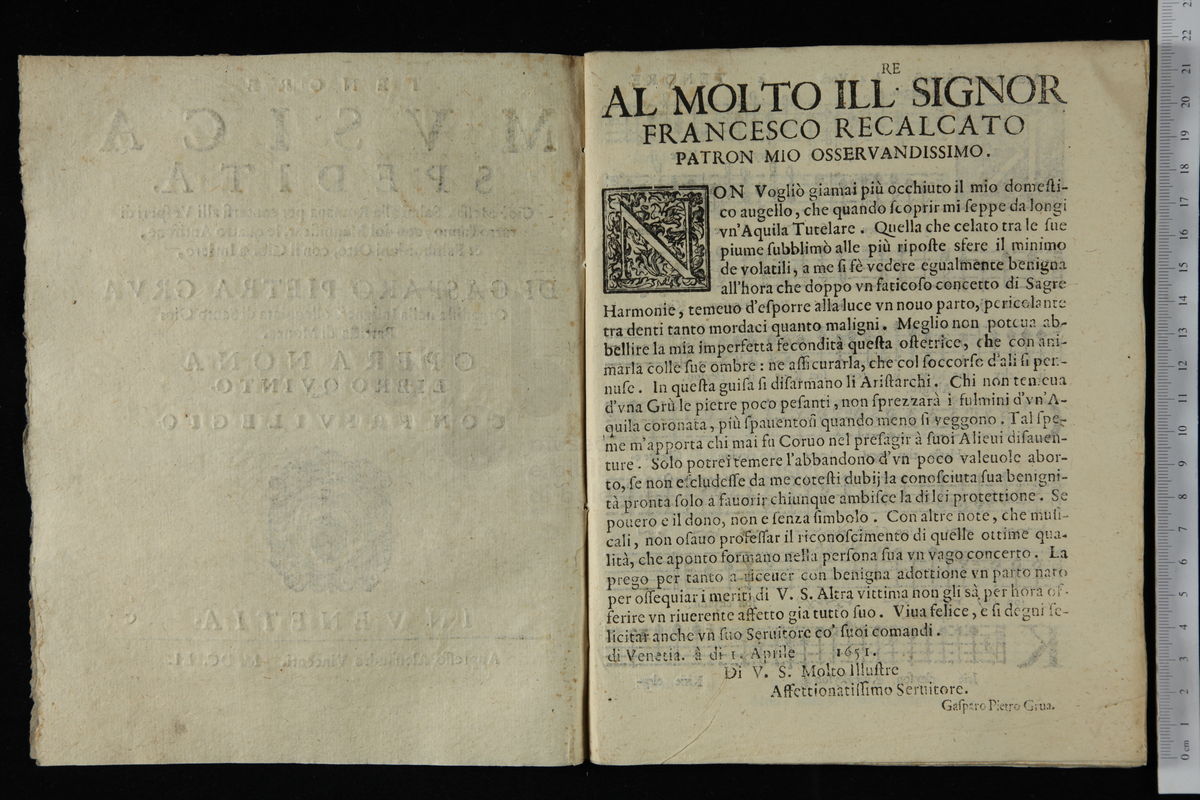 AL MOLTO ILL.RE SIGNOR
FRANCESCO RECALCATO
PATRON MIO OSSERVANDISSIMO.
NON Vogliò giamai più occhiuto il mio domeſti-
co augello, che quando ſcoprir mi ſeppe da longi
vn'Aquila Tutelare. Quella che celato tra le ſue
piume ſubblimò alle più ripoſte sfere il minimo
de volatili, a me ſi fè vedere egualmente benigna
all'hora che doppo vn faticoſo concetto di Sagre
Harmonie, temeuo d'eſporre alla luce vn nouo parto, pericolante
tra denti tanto mordaci quanto maligni. Meglio non poteua ab-
bellire la mia imperfetta fecondità queſta oſtetrice, che con ani-
marla colle ſue ombre: ne aſſicurarla, che col ſoccorſo d'ali ſi pen-
nuſe. In queſta guiſa ſi diſarmano li Ariſtarchi. Chi non temeua
d'vna Grù le pietre poco peſanti, non ſprezzarà i fulmini d'vn'A-
quila coronata, più ſpauentoſi quando meno ſi veggono. Tal ſpe-
me m'apporta chi mai fu Coruo nel preſagir à ſuoi Alieui diſauen-
ture. Solo potrei temere l'abbandono d'vn poco valeuole abor-
to, ſe non eſcludeſſe da me coteſti dubij la conoſciuta ſua benigni-
tà pronta ſolo a fauorir chiunque ambiſce la di lei protettione. Se
pouero e il dono, non e ſenza ſimbolo. Con altre note, che muſi-
cali, non oſauo profeſſar il riconoſcimento di quelle ottime qua-
lità, che aponto formano nella perſona ſua vn vago concerto. La
prego per tanto a riceuer con benigna adottione vn parto nato
per oſſequiar i meriti di V. S. Altra vittima non gli sà per hora of-
ferire vn riuerente affetto gia tutto ſuo. Viua felice, e ſi degni fe-
licitar anche vn ſuo Seruitore co' ſuoi comandi.
di Venetia. à di 1. Aprile 1651.
Di V. S. Molto Illuſtre
Affettionatiſſimo Seruitore.
Gaſparo Pietro Grua.